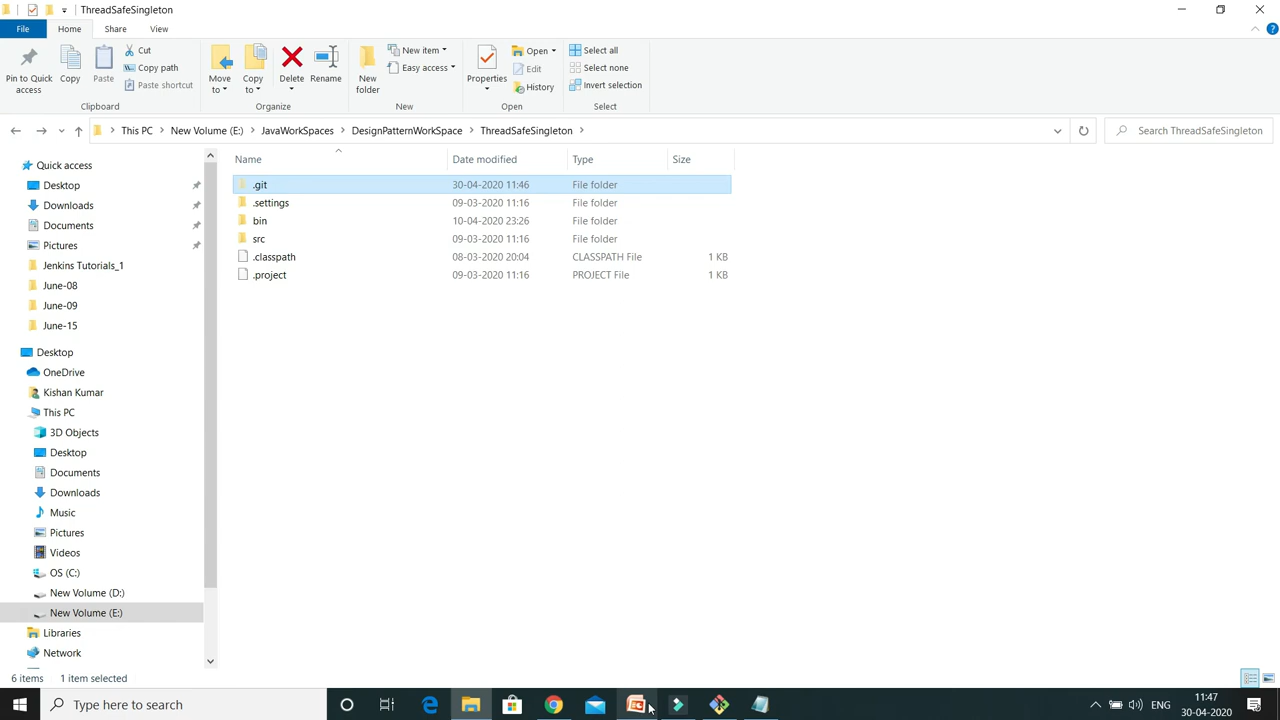 ThreadSafeSingleton
File Home Share View
Pin to Quick access
Copy
Paste
Cut
Copy path
Paste shortcut
Clipboard
Move to
Copy to
Delete
Rename
Organize
New folder
New item
Easy access
New
Properties
Open
Edit
History
Open
Select all
Select none
Invert selection
Select
This PC New Volume (E:) JavaWorkSpaces DesignPatternWorkSpace ThreadSafeSingleton
Search ThreadSafeSingleton
Quick access
Desktop
Downloads
Documents
Pictures
Jenkins Tutorials_1
June-08
June-09
June-15
Desktop
OneDrive
Kishan Kumar
This PC
3D Objects
Desktop
Documents
Downloads
Music
Pictures
Videos
OS (C:)
New Volume (D:)
New Volume (E:)
Libraries
Network
Name Date modified Type Size
.git 30-04-2020 11:46 File folder
.settings 09-03-2020 11:16 File folder
bin 10-04-2020 23:26 File folder
src 09-03-2020 11:16 File folder
.classpath 08-03-2020 20:04 CLASSPATH File 1 KB
.project 09-03-2020 11:16 PROJECT File 1 KB
6 items 1 item selected
Type here to search
ENG
11:47
30-04-2020